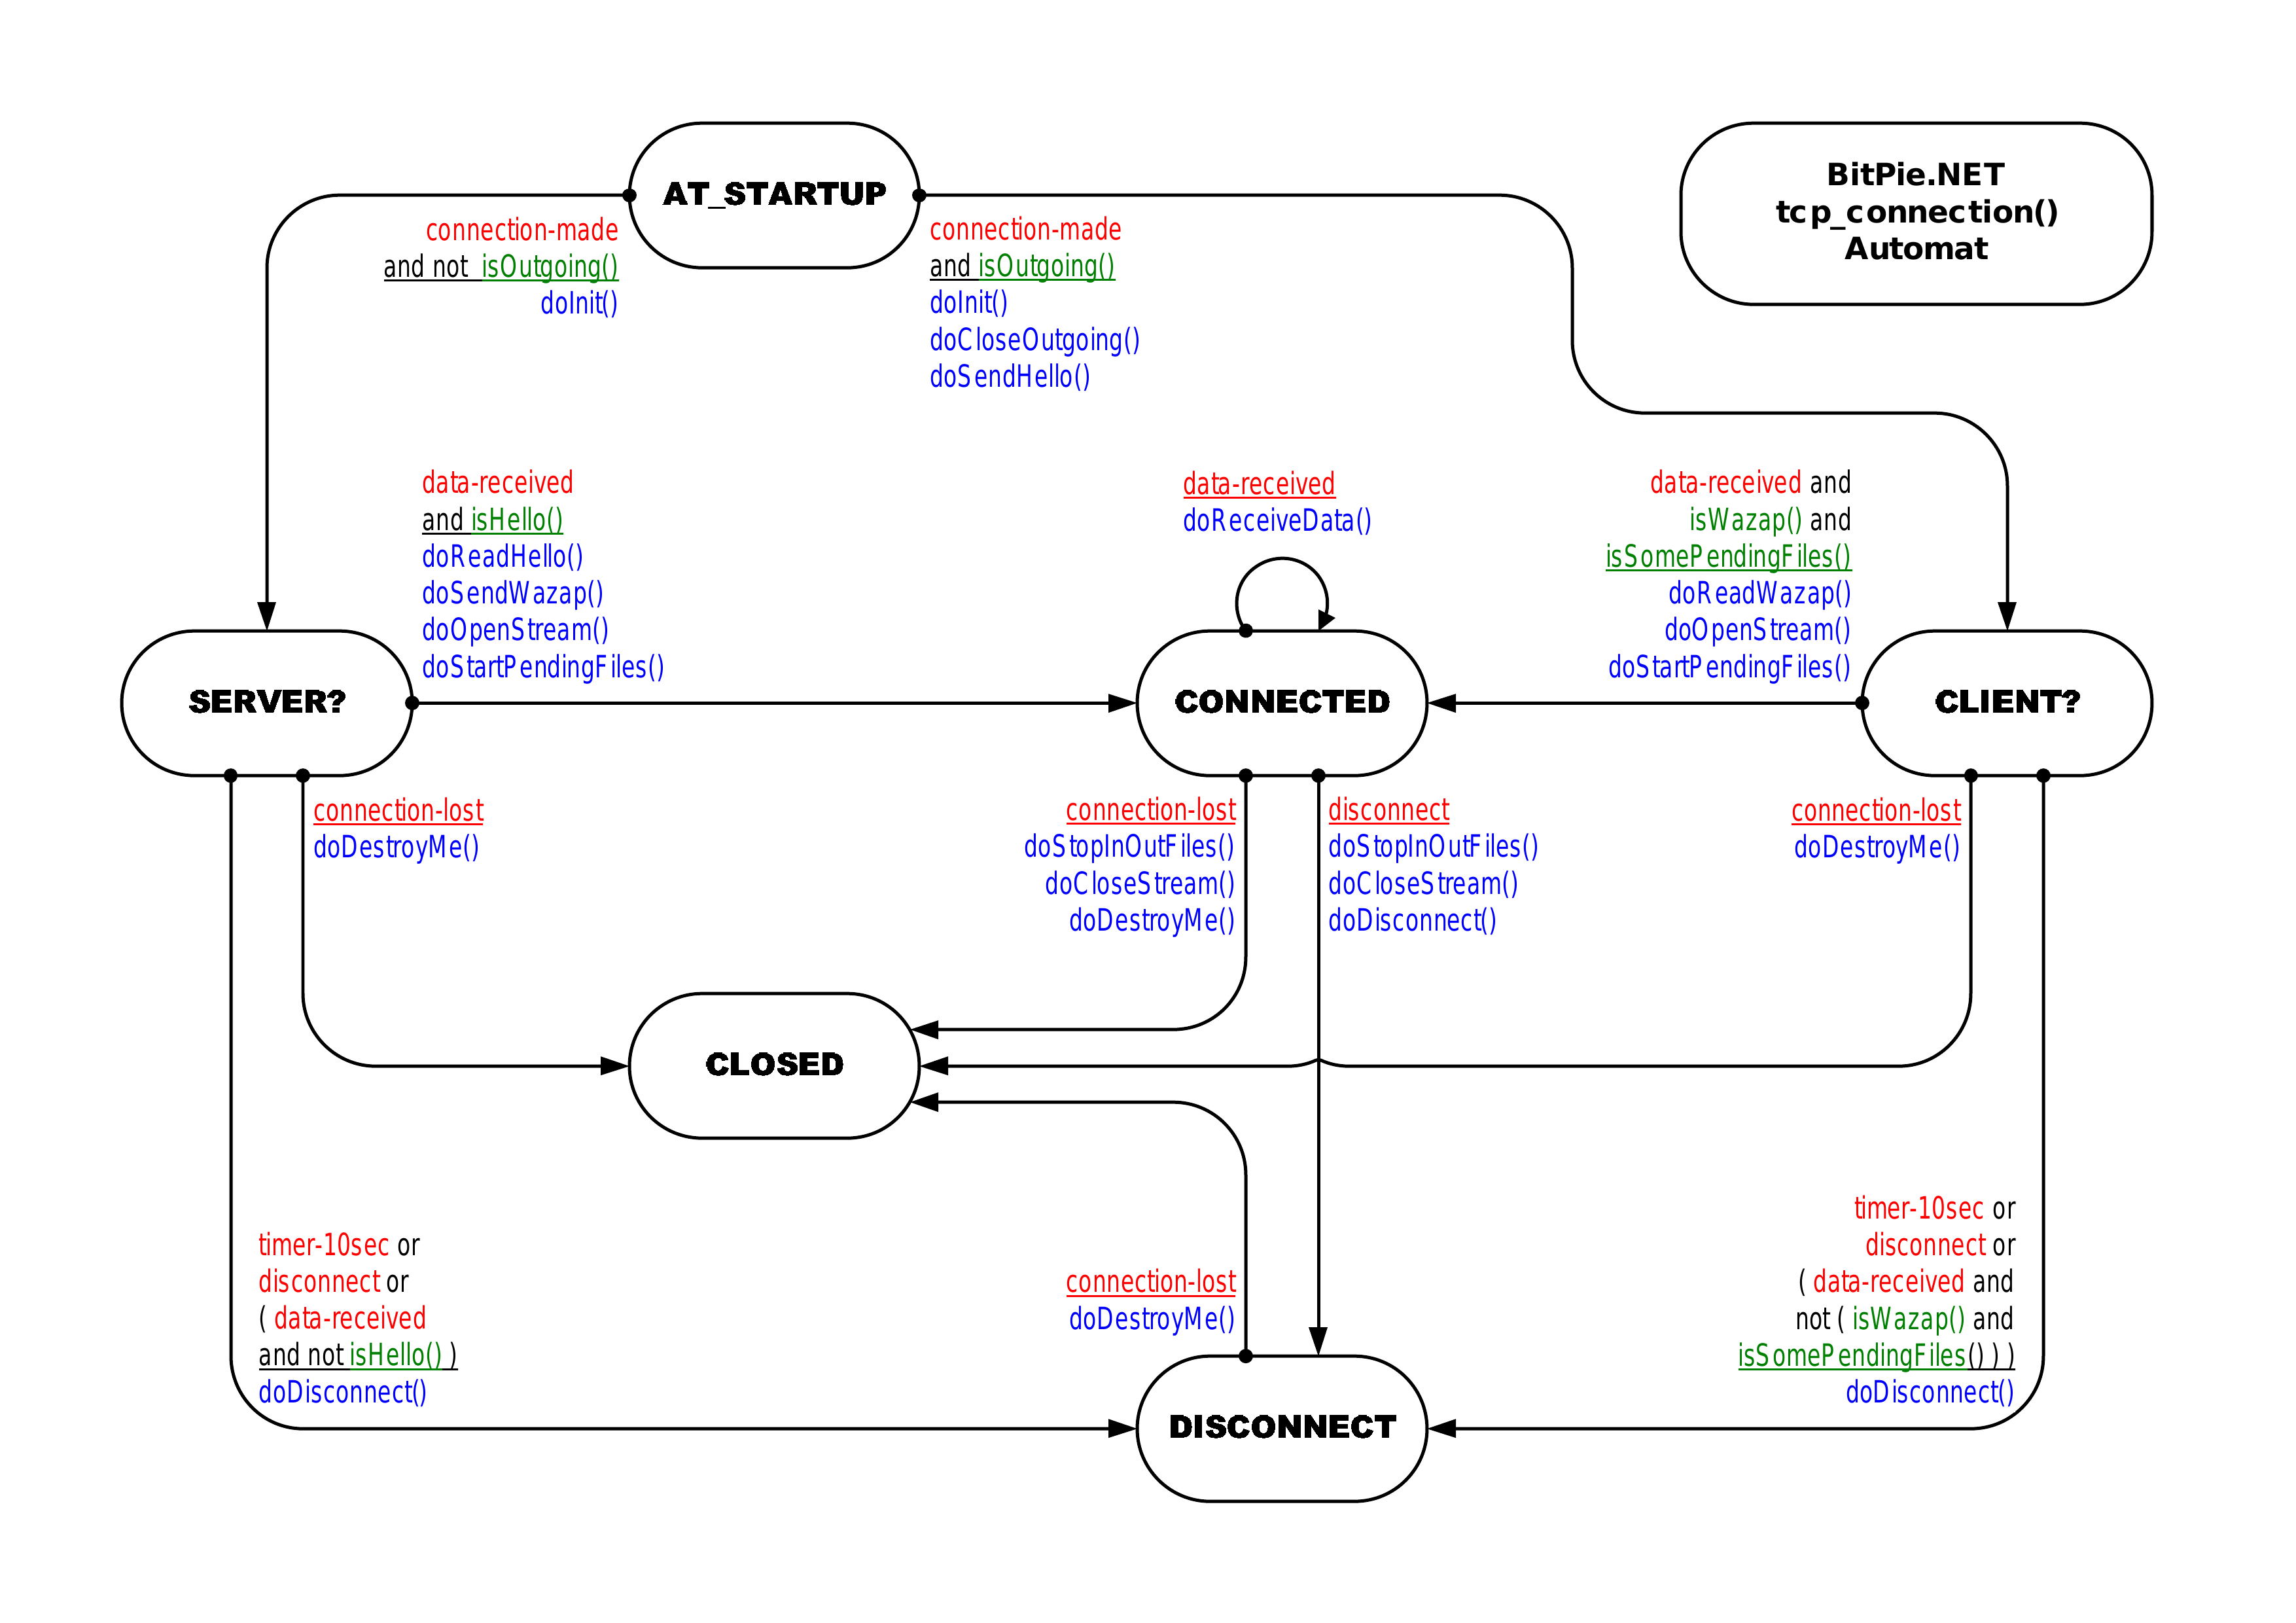 AT_STARTUP
BitPie.NET
tcp_connection()
Automat
connection-made
and not isOutgoing()
doInit()
connection-made
and isOutgoing()
doInit()
doCloseOutgoing()
doSendHello()
data-received
and isHello()
doReadHello()
doSendWazap()
doOpenStream()
doStartPendingFiles()
data-received
doReceiveData()
data-received and
isWazap() and
isSomePendingFiles()
doReadWazap()
doOpenStream()
doStartPendingFiles()
SERVER?
CONNECTED
CLIENT?
connection-lost
doDestroyMe()
connection-lost
doStopInOutFiles()
doCloseStream()
doDestroyMe()
disconnect
doStopInOutFiles()
doCloseStream()
doDisconnect()
connection-lost
doDestroyMe()
CLOSED
timer-10sec or
disconnect or
( data-received
and not isHello() )
doDisconnect()
connection-lost
doDestroyMe()
timer-10sec or
disconnect or
( data-received and
not ( isWazap() and
isSomePendingFiles() ) )
doDisconnect()
DISCONNECT